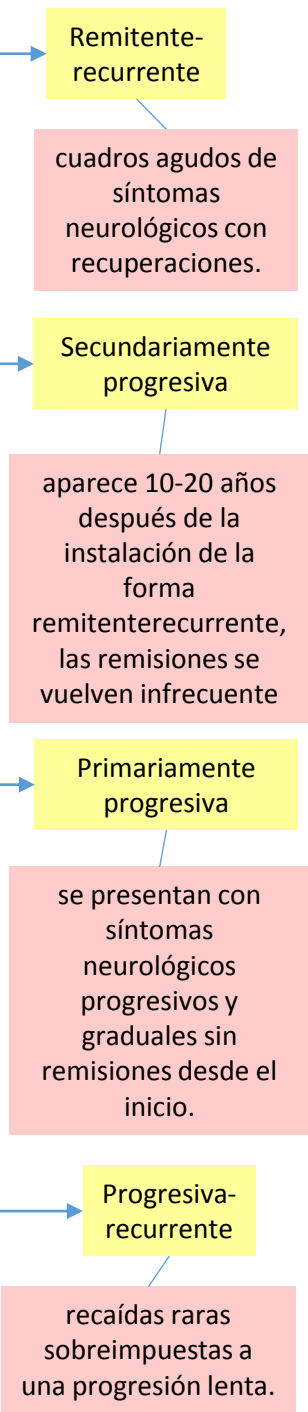 Remitente-
recurrente
cuadros agudos de
síntomas
neurológicos con
recuperaciones.
Secundariamente
progresiva
aparece 10-20 años
después de la
instalación de la
forma
remitenterecurrente,
las remisiones se
vuelven infrecuente
Primariamente
progresiva
se presentan con
síntomas
neurológicos
progresivos y
graduales sin
remisiones desde el
inicio.
Progresiva-
recurrente
recaídas raras
sobreimpuestas a
una progresión lenta.